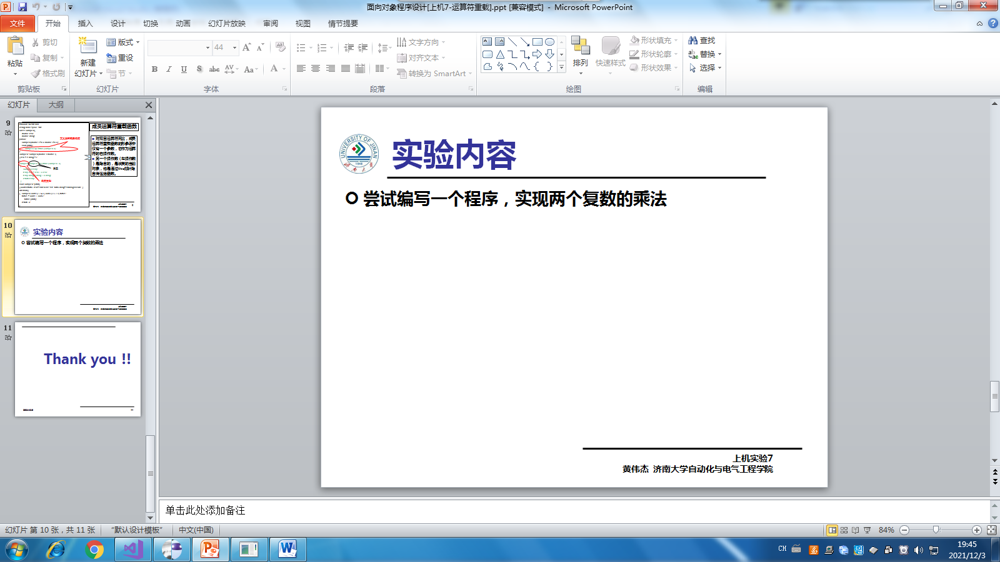 面向对象程序设计[上机7-运算符重载].ppt [兼容模式] - Microsoft PowerPoint
文件 开始 插入 设计 切换 动画 幻灯片放映 审阅 视图 情节提要
粘贴 剪切 复制 格式刷 剪贴板
新建 幻灯片 版式 重设 节 幻灯片
44 B I U S abc AV Aa A 字体
文字方向 对齐文本 转换为 SmartArt 段落
排列 快速样式 形状填充 形状轮廓 形状效果 绘图
查找 替换 选择 编辑
幻灯片 大纲
9
成员运算符重载函数
10
实验内容
尝试编写一个程序，实现两个复数的乘法
11
Thank you !!
UNIVERSITY OF JINAN
1948
实验内容
尝试编写一个程序，实现两个复数的乘法
上机实验7
黄伟杰 济南大学自动化与电气工程学院
单击此处添加备注
幻灯片 第 10 张，共 11 张 “默认设计模板” 中文(中国) 84%
CH 19:45
2021/12/3